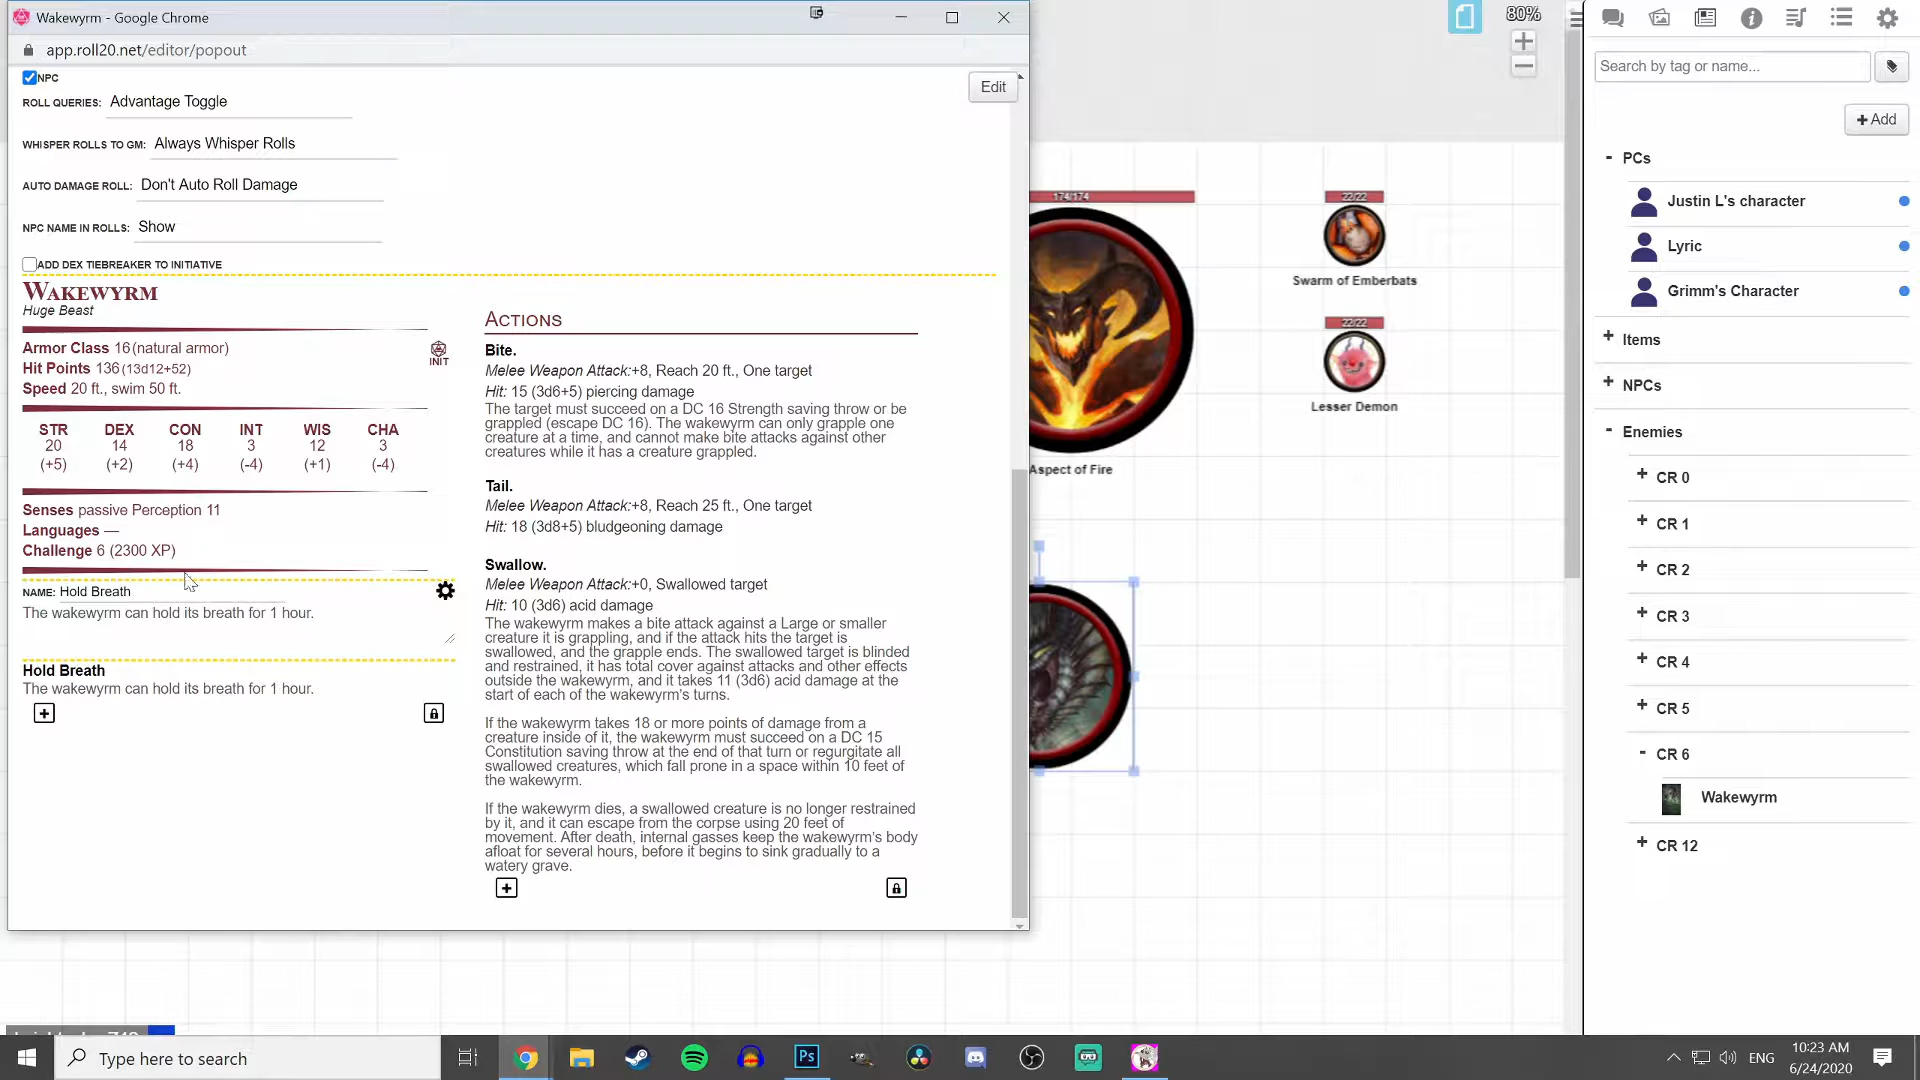 Wakewyrm - Google Chrome
app.roll20.net/editor/popout
NPC
Edit
ROLL QUERIES: Advantage Toggle
WHISPER ROLLS TO GM: Always Whisper Rolls
AUTO DAMAGE ROLL: Don't Auto Roll Damage
NPC NAME IN ROLLS: Show
ADD DEX TIEBREAKER TO INITIATIVE
WAKEWYRM
Huge Beast
Armor Class 16 (natural armor)
INIT
Hit Points 136 (13d12+52)
Speed 20 ft., swim 50 ft.
STR DEX CON INT WIS CHA
20 14 18 3 12 3
(+5) (+2) (+4) (-4) (+1) (-4)
Senses passive Perception 11
Languages —
Challenge 6 (2300 XP)
NAME: Hold Breath
The wakewyrm can hold its breath for 1 hour.
Hold Breath
The wakewyrm can hold its breath for 1 hour.
ACTIONS
Bite.
Melee Weapon Attack:+8, Reach 20 ft., One target
Hit: 15 (3d6+5) piercing damage
The target must succeed on a DC 16 Strength saving throw or be
grappled (escape DC 16). The wakewyrm can only grapple one
creature at a time, and cannot make bite attacks against other
creatures while it has a creature grappled.
Tail.
Melee Weapon Attack:+8, Reach 25 ft., One target
Hit: 18 (3d8+5) bludgeoning damage
Swallow.
Melee Weapon Attack:+0, Swallowed target
Hit: 10 (3d6) acid damage
The wakewyrm makes a bite attack against a Large or smaller
creature it is grappling, and if the attack hits the target is
swallowed, and the grapple ends. The swallowed target is blinded
and restrained, it has total cover against attacks and other effects
outside the wakewyrm, and it takes 11 (3d6) acid damage at the
start of each of the wakewyrm's turns.
If the wakewyrm takes 18 or more points of damage from a
creature inside of it, the wakewyrm must succeed on a DC 15
Constitution saving throw at the end of that turn or regurgitate all
swallowed creatures, which fall prone in a space within 10 feet of
the wakewyrm.
If the wakewyrm dies, a swallowed creature is no longer restrained
by it, and it can escape from the corpse using 20 feet of
movement. After death, internal gasses keep the wakewyrm's body
afloat for several hours, before it begins to sink gradually to a
watery grave.
80%
174/174
Aspect of Fire
22/22
Swarm of Emberbats
22/22
Lesser Demon
Search by tag or name...
+ Add
- PCs
Justin L's character
Lyric
Grimm's Character
+ Items
+ NPCs
- Enemies
+ CR 0
+ CR 1
+ CR 2
+ CR 3
+ CR 4
+ CR 5
- CR 6
Wakewyrm
+ CR 12
Type here to search
Ps
ENG
10:23 AM
6/24/2020